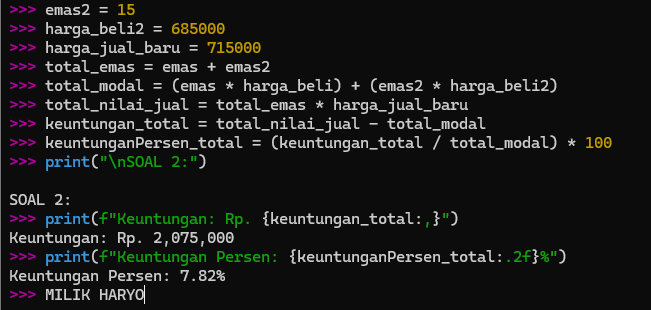 >>> emas2 = 15
>>> harga_beli2 = 685000
>>> harga_jual_baru = 715000
>>> total_emas = emas + emas2
>>> total_modal = (emas * harga_beli) + (emas2 * harga_beli2)
>>> total_nilai_jual = total_emas * harga_jual_baru
>>> keuntungan_total = total_nilai_jual - total_modal
>>> keuntunganPersen_total = (keuntungan_total / total_modal) * 100
>>> print("\nSOAL 2:")
SOAL 2:
>>> print(f"Keuntungan: Rp. {keuntungan_total:,}")
Keuntungan: Rp. 2,075,000
>>> print(f"Keuntungan Persen: {keuntunganPersen_total:.2f}%")
Keuntungan Persen: 7.82%
>>> MILIK HARYO